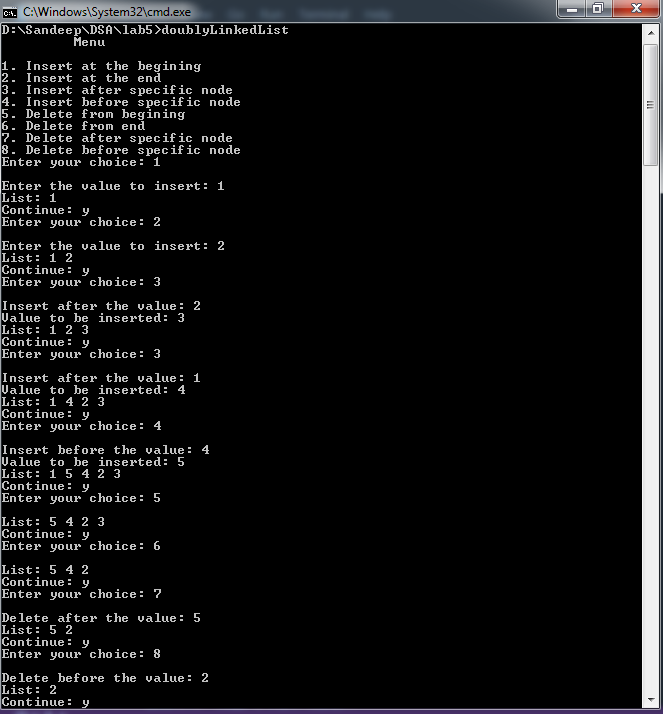 C:\Windows\System32\cmd.exe
D:\Sandeep\DSA\lab5>doublyLinkedList
Menu
1. Insert at the begining
2. Insert at the end
3. Insert after specific node
4. Insert before specific node
5. Delete from begining
6. Delete from end
7. Delete after specific node
8. Delete before specific node
Enter your choice: 1
Enter the value to insert: 1
List: 1
Continue: y
Enter your choice: 2
Enter the value to insert: 2
List: 1 2
Continue: y
Enter your choice: 3
Insert after the value: 2
Value to be inserted: 3
List: 1 2 3
Continue: y
Enter your choice: 3
Insert after the value: 1
Value to be inserted: 4
List: 1 4 2 3
Continue: y
Enter your choice: 4
Insert before the value: 4
Value to be inserted: 5
List: 1 5 4 2 3
Continue: y
Enter your choice: 5
List: 5 4 2 3
Continue: y
Enter your choice: 6
List: 5 4 2
Continue: y
Enter your choice: 7
Delete after the value: 5
List: 5 2
Continue: y
Enter your choice: 8
Delete before the value: 2
List: 2
Continue: y